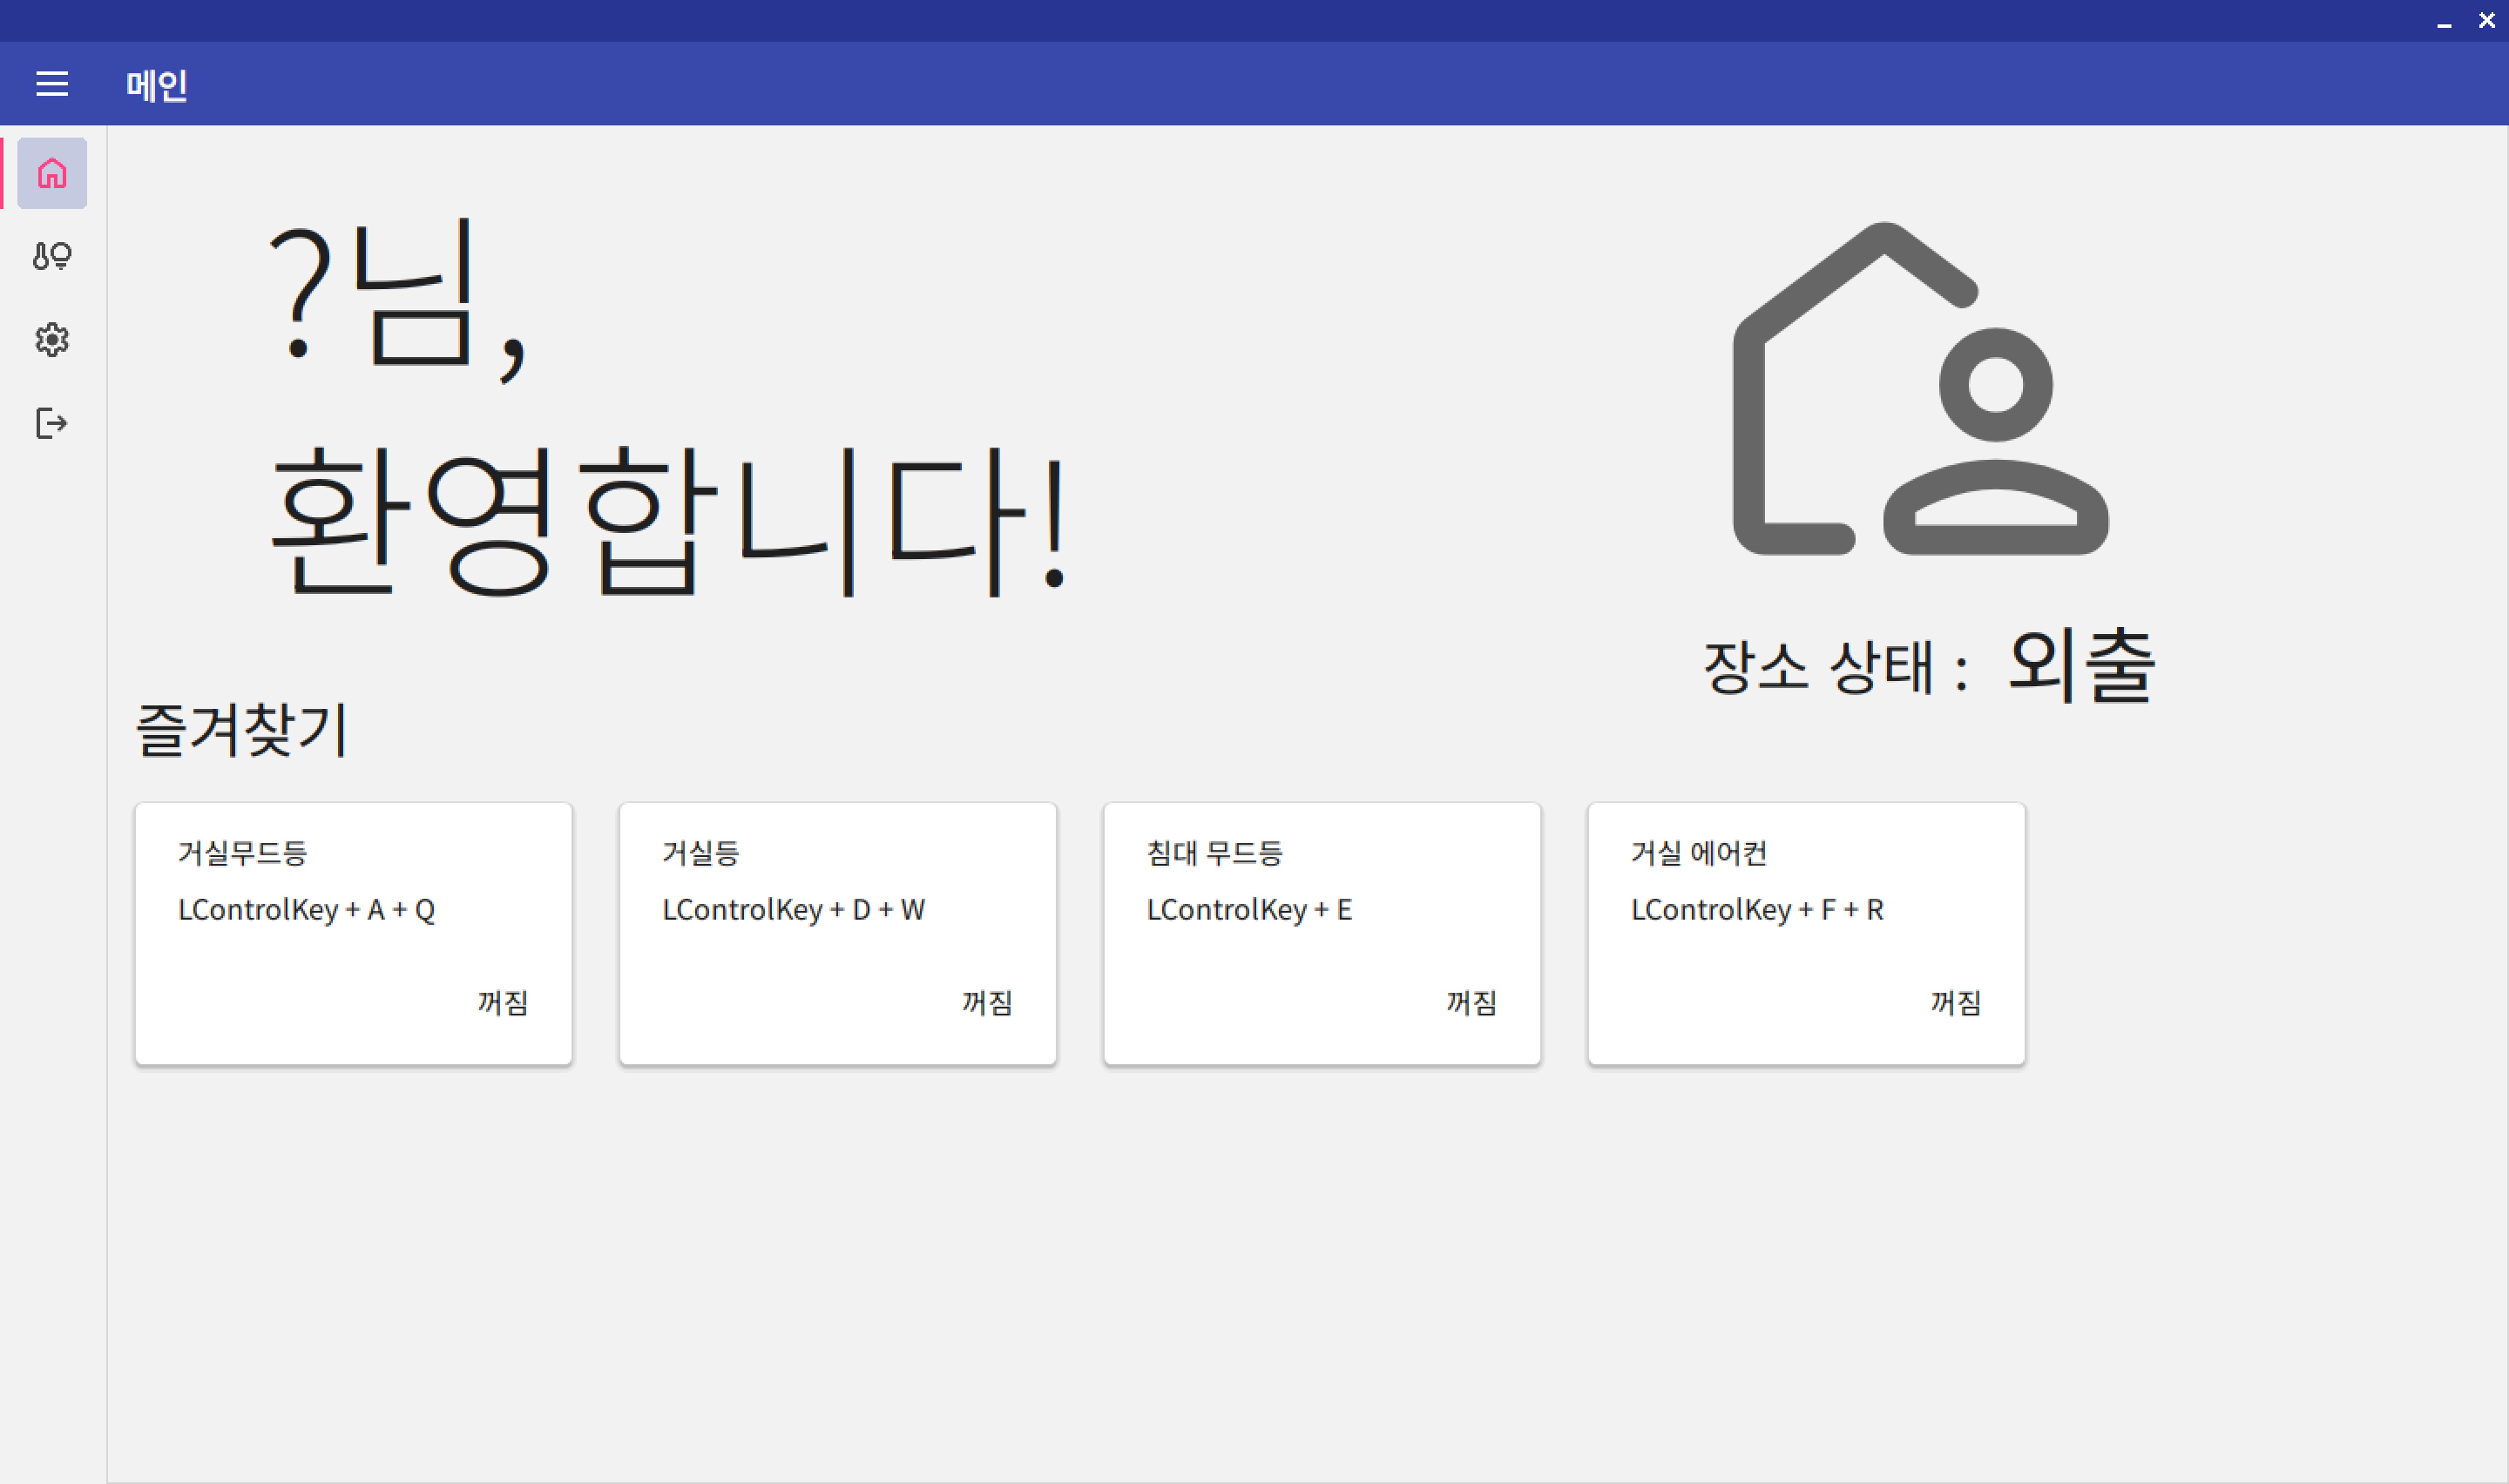 메인
?님,
환영합니다!
장소 상태 : 외출
즐겨찾기
거실무드등
LControlKey + A + Q
꺼짐
거실등
LControlKey + D + W
꺼짐
침대 무드등
LControlKey + E
꺼짐
거실 에어컨
LControlKey + F + R
꺼짐